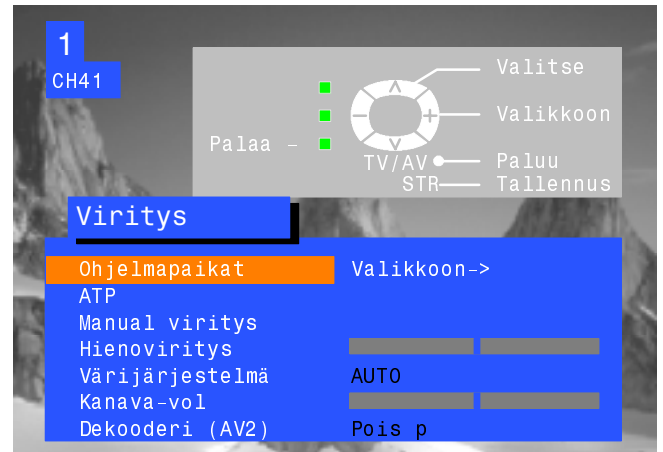 1
CH41
Valitse
Valikkoon
Palaa -
TV/AV Paluu
STR Tallennus
Viritys
Ohjelmapaikat Valikkoon->
ATP
Manual viritys
Hienoviritys
Värijärjestelmä AUTO
Kanava-vol
Dekooderi (AV2) Pois p